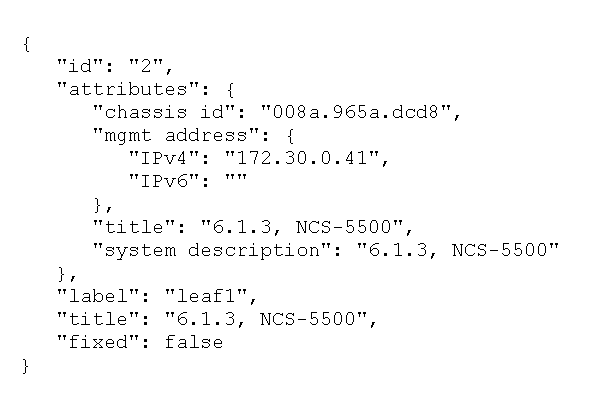 {
   "id": "2",
   "attributes": {
      "chassis id": "008a.965a.dcd8",
      "mgmt address": {
         "IPv4": "172.30.0.41",
         "IPv6": ""
      },
      "title": "6.1.3, NCS-5500",
      "system description": "6.1.3, NCS-5500"
   },
   "label": "leaf1",
   "title": "6.1.3, NCS-5500",
   "fixed": false
}